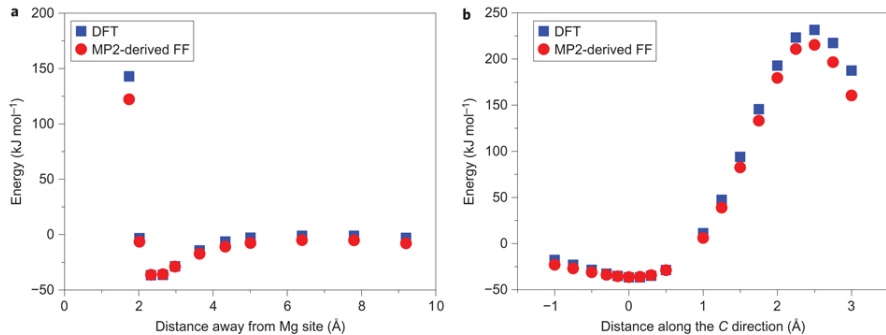 a
200
150
100
50
0
−50
Energy (kJ mol−1)
DFT
MP2-derived FF
0 2 4 6 8 10
Distance away from Mg site (Å)
b
250
200
150
100
50
0
−50
Energy (kJ mol−1)
DFT
MP2-derived FF
−1 0 1 2 3
Distance along the C direction (Å)